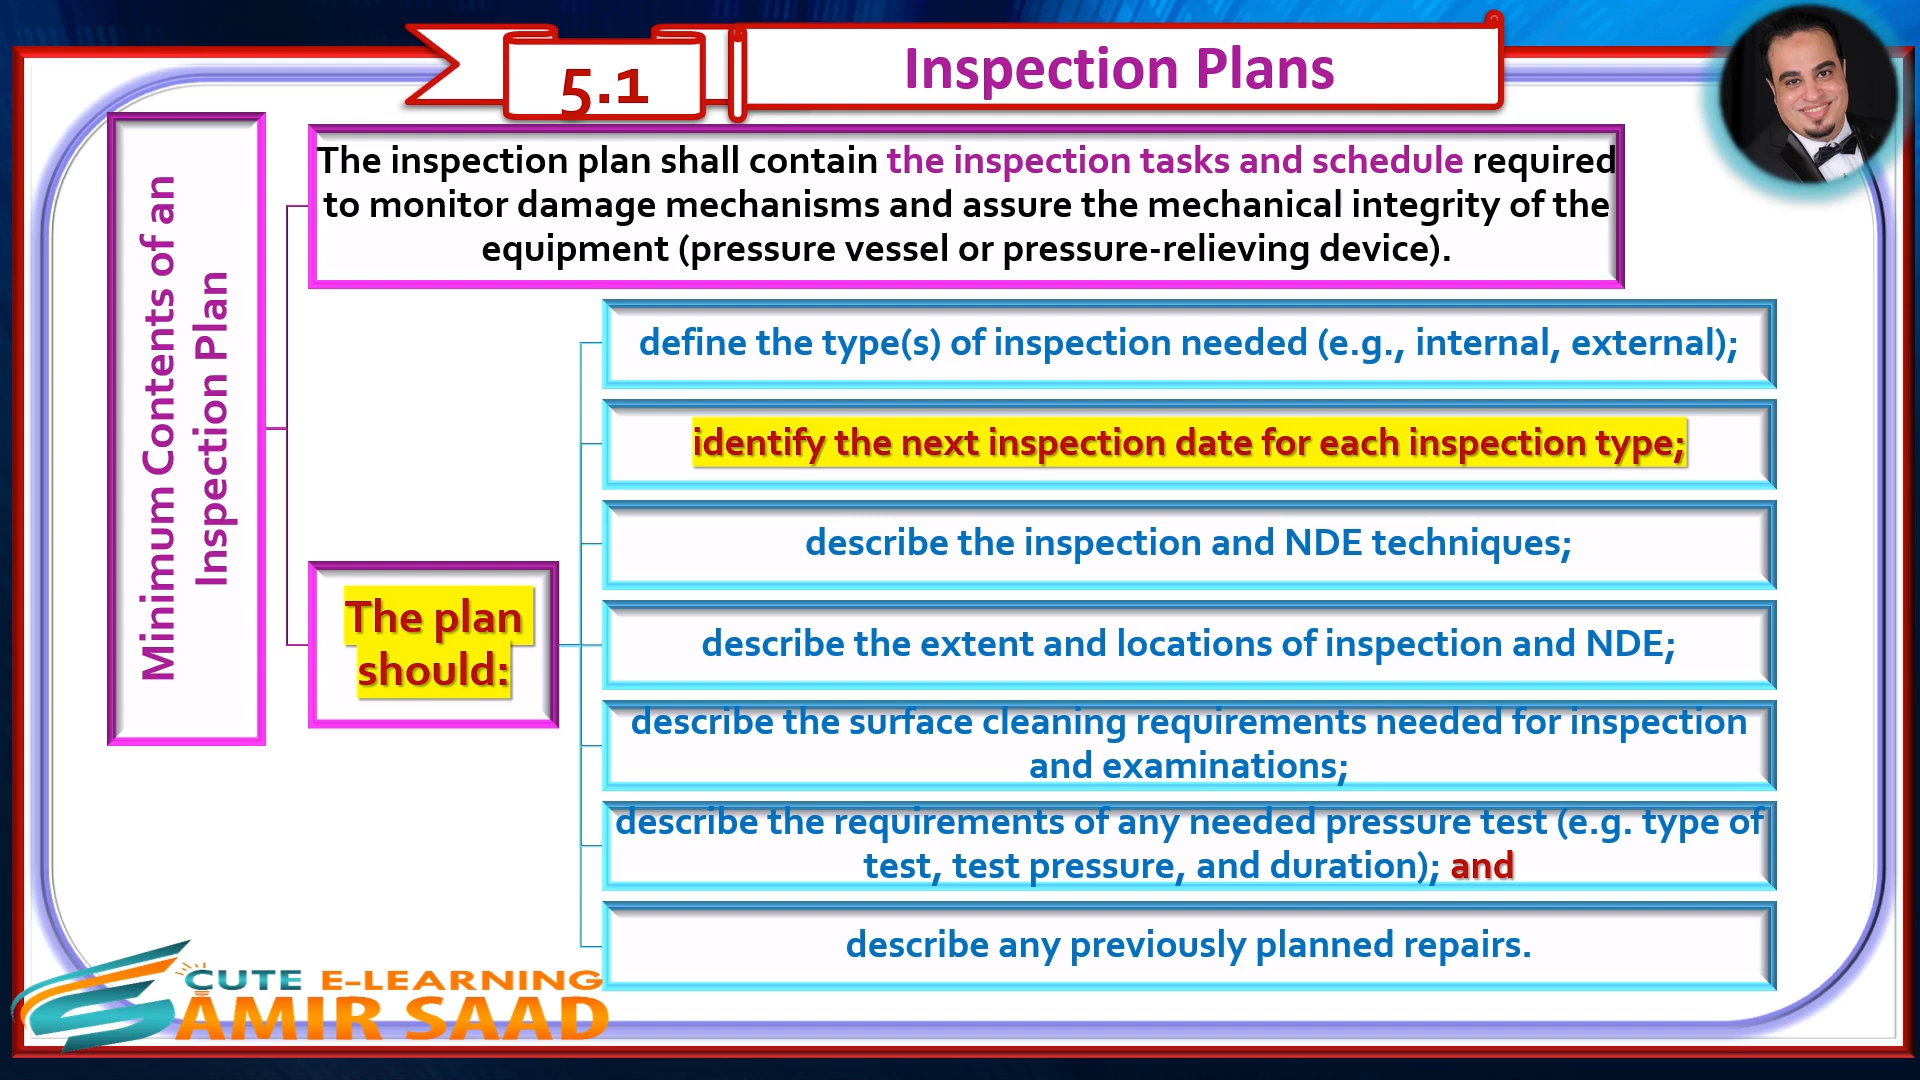 5.1
Inspection Plans
Minimum Contents of an
Inspection Plan
The inspection plan shall contain the inspection tasks and schedule required
to monitor damage mechanisms and assure the mechanical integrity of the
equipment (pressure vessel or pressure-relieving device).
The plan
should:
define the type(s) of inspection needed (e.g., internal, external);
identify the next inspection date for each inspection type;
describe the inspection and NDE techniques;
describe the extent and locations of inspection and NDE;
describe the surface cleaning requirements needed for inspection
and examinations;
describe the requirements of any needed pressure test (e.g. type of
test, test pressure, and duration); and
describe any previously planned repairs.
CUTE E-LEARNING
AMIR SAAD